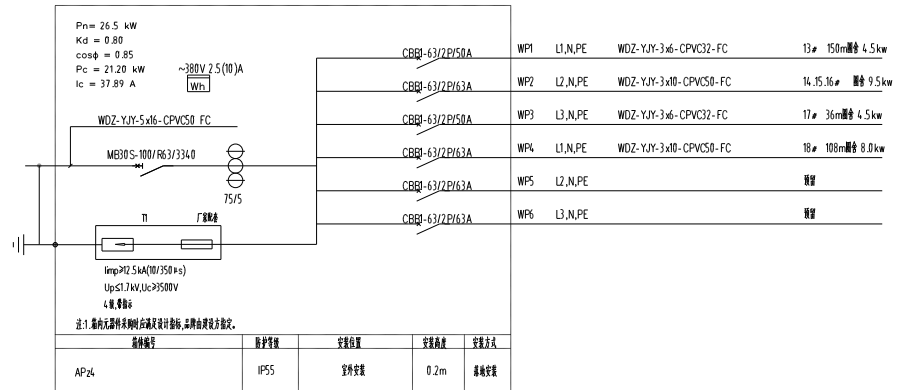 Pn= 26.5 kW
Kd = 0.80
cosϕ = 0.85
Pc = 21.20 kW
Ic = 37.89 A
~380V 2.5(10)A
Wh
WDZ-YJY-5x16-CPVC50 FC
MB30S-100/R63/3340
75/5
CBB1-63/2P/50A WP1 L1,N,PE WDZ-YJY-3x6-CPVC32-FC 13# 150m 4.5kw
CBB1-63/2P/63A WP2 L2,N,PE WDZ-YJY-3x10-CPVC50-FC 14.15.16# 9.5kw
CBB1-63/2P/50A WP3 L3,N,PE WDZ-YJY-3x6-CPVC32-FC 17# 36m 4.5kw
CBB1-63/2P/63A WP4 L1,N,PE WDZ-YJY-3x10-CPVC50-FC 18# 108m 8.0kw
CBB1-63/2P/63A WP5 L2,N,PE 预留
CBB1-63/2P/63A WP6 L3,N,PE 预留
T1 厂家配套
Iimp≥12.5kA(10/350μs)
Up≤1.7kV,Uc≥3500V
4极,带指示
注:1.箱内元器件采购时应满足设计指标,品牌由建设方指定。
箱体编号 防护等级 安装位置 安装高度 安装方式
APz4 IP55 室外安装 0.2m 落地安装